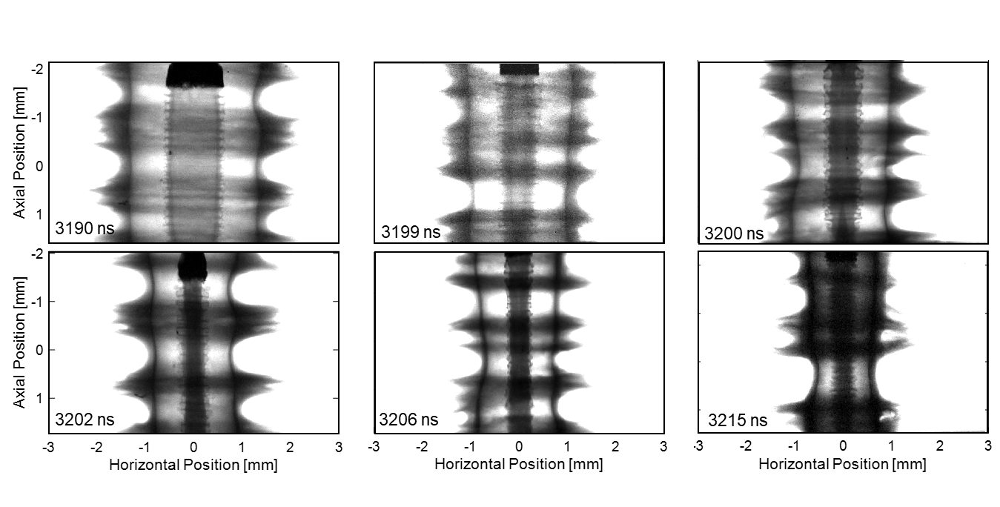 -2
-1
0
1
Axial Position [mm]
3190 ns
3199 ns
3200 ns
-2
-1
0
1
Axial Position [mm]
3202 ns
3206 ns
3215 ns
-3 -2 -1 0 1 2 3
-3 -2 -1 0 1 2 3
-3 -2 -1 0 1 2 3
Horizontal Position [mm]
Horizontal Position [mm]
Horizontal Position [mm]